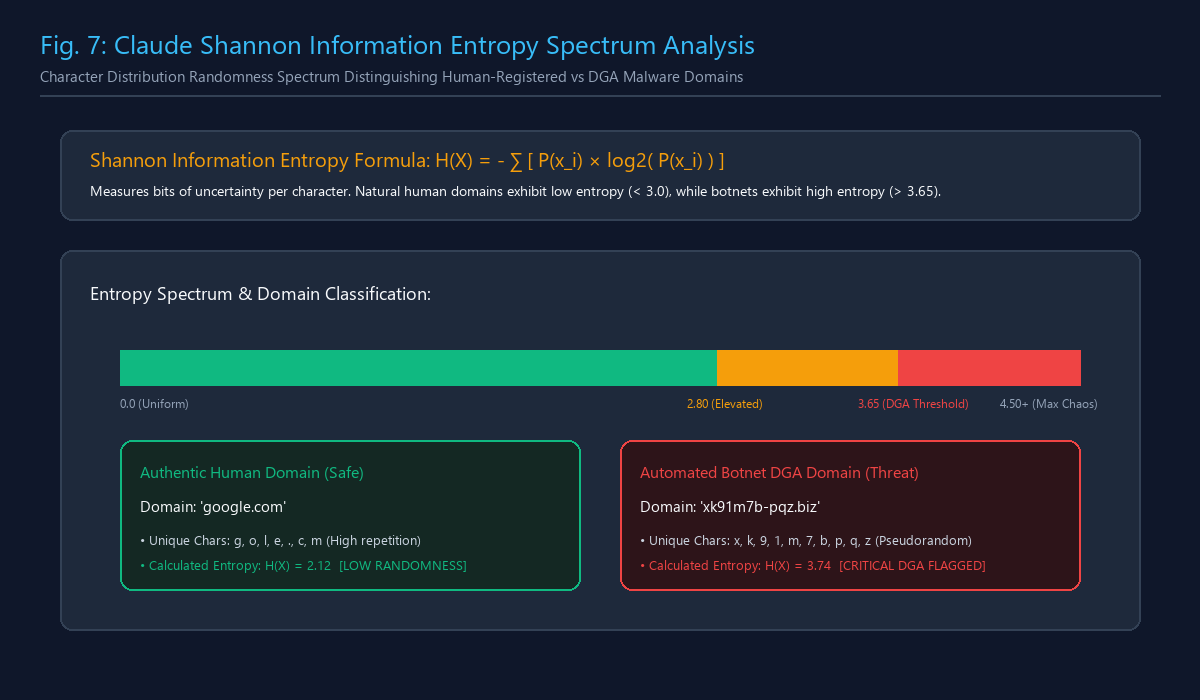 Fig. 7: Claude Shannon Information Entropy Spectrum Analysis
Character Distribution Randomness Spectrum Distinguishing Human-Registered vs DGA Malware Domains
Shannon Information Entropy Formula: H(X) = - ∑ [ P(x_i) × log2( P(x_i) ) ]
Measures bits of uncertainty per character. Natural human domains exhibit low entropy (< 3.0), while botnets exhibit high entropy (> 3.65).
Entropy Spectrum & Domain Classification:
0.0 (Uniform)
2.80 (Elevated)
3.65 (DGA Threshold)
4.50+ (Max Chaos)
Authentic Human Domain (Safe)
Domain: 'google.com'
• Unique Chars: g, o, l, e, ., c, m (High repetition)
• Calculated Entropy: H(X) = 2.12 [LOW RANDOMNESS]
Automated Botnet DGA Domain (Threat)
Domain: 'xk91m7b-pqz.biz'
• Unique Chars: x, k, 9, 1, m, 7, b, p, q, z (Pseudorandom)
• Calculated Entropy: H(X) = 3.74 [CRITICAL DGA FLAGGED]